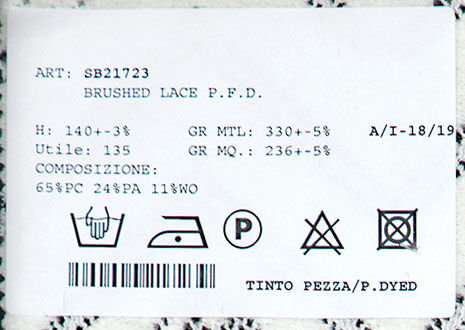 ART: SB21723
BRUSHED LACE P.F.D.
H: 140+-3% GR MTL: 330+-5% A/I-18/19
Utile: 135 GR MQ.: 236+-5%
COMPOSIZIONE:
65%PC 24%PA 11%WO
P
TINTO PEZZA/P.DYED